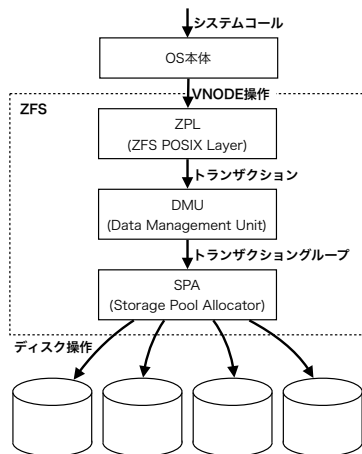 システムコール
OS本体
VNODE操作
ZFS
ZPL
(ZFS POSIX Layer)
トランザクション
DMU
(Data Management Unit)
トランザクショングループ
SPA
(Storage Pool Allocator)
ディスク操作